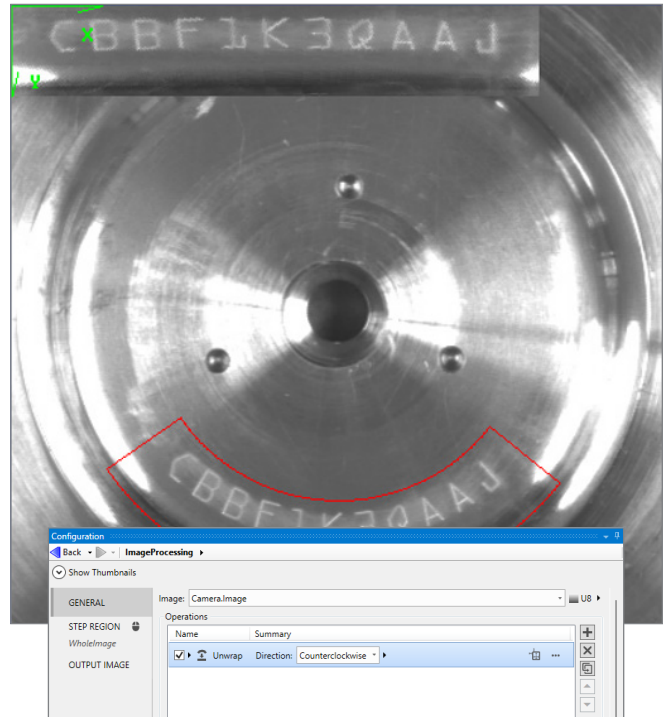 CBBF1K3QAAJ
X
Y
CBBF1K3QAAJ
Configuration
Back ImageProcessing
Show Thumbnails
GENERAL
Image: Camera.Image U8
Operations
STEP REGION
WholeImage
Name Summary
Unwrap Direction: Counterclockwise
OUTPUT IMAGE